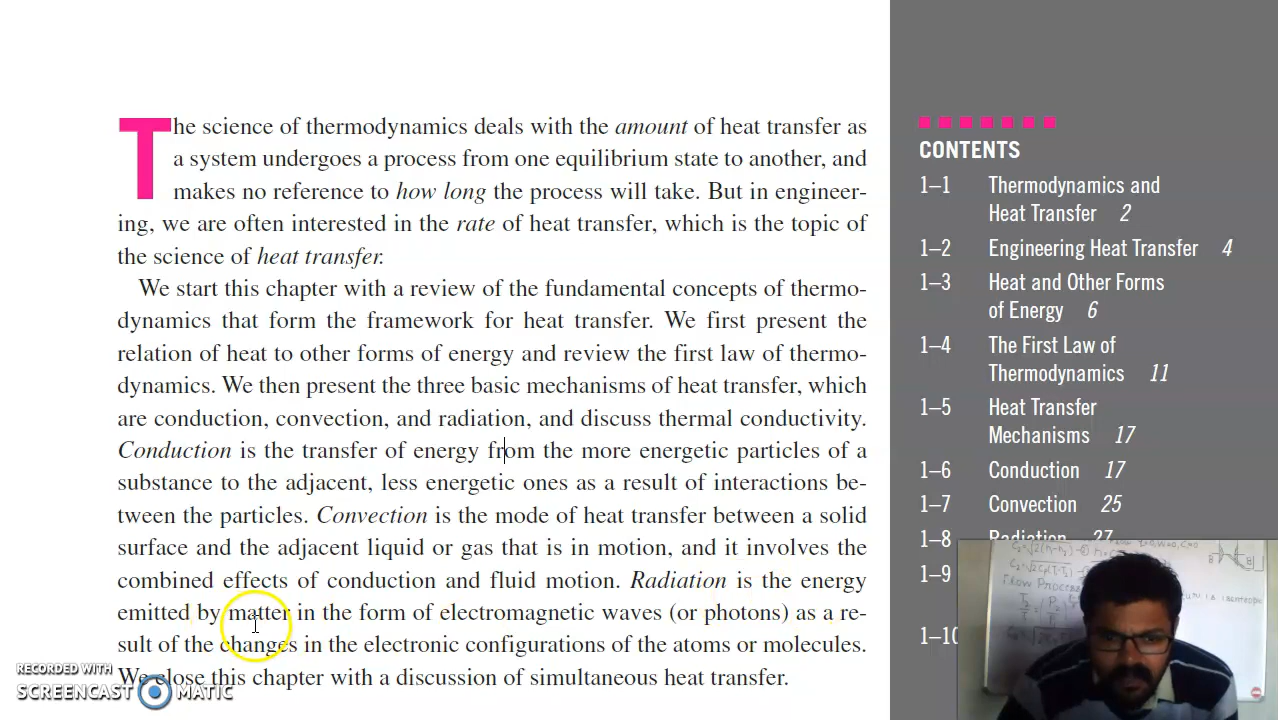 The science of thermodynamics deals with the amount of heat transfer as
a system undergoes a process from one equilibrium state to another, and
makes no reference to how long the process will take. But in engineer-
ing, we are often interested in the rate of heat transfer, which is the topic of
the science of heat transfer.
We start this chapter with a review of the fundamental concepts of thermo-
dynamics that form the framework for heat transfer. We first present the
relation of heat to other forms of energy and review the first law of thermo-
dynamics. We then present the three basic mechanisms of heat transfer, which
are conduction, convection, and radiation, and discuss thermal conductivity.
Conduction is the transfer of energy from the more energetic particles of a
substance to the adjacent, less energetic ones as a result of interactions be-
tween the particles. Convection is the mode of heat transfer between a solid
surface and the adjacent liquid or gas that is in motion, and it involves the
combined effects of conduction and fluid motion. Radiation is the energy
emitted by matter in the form of electromagnetic waves (or photons) as a re-
sult of the changes in the electronic configurations of the atoms or molecules.
We close this chapter with a discussion of simultaneous heat transfer.
CONTENTS
1–1 Thermodynamics and
Heat Transfer 2
1–2 Engineering Heat Transfer 4
1–3 Heat and Other Forms
of Energy 6
1–4 The First Law of
Thermodynamics 11
1–5 Heat Transfer
Mechanisms 17
1–6 Conduction 17
1–7 Convection 25
1–8 Radiation 27
1–9
1–10
RECORDED WITH
SCREENCAST MATIC